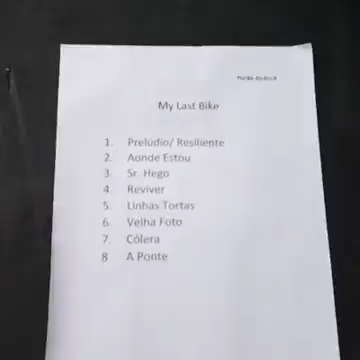 My Last Bike
1. Prelúdio/ Resiliente
2. Aonde Estou
3. Sr. Hego
4. Reviver
5. Linhas Tortas
6. Velha Foto
7. Cólera
8 A Ponte